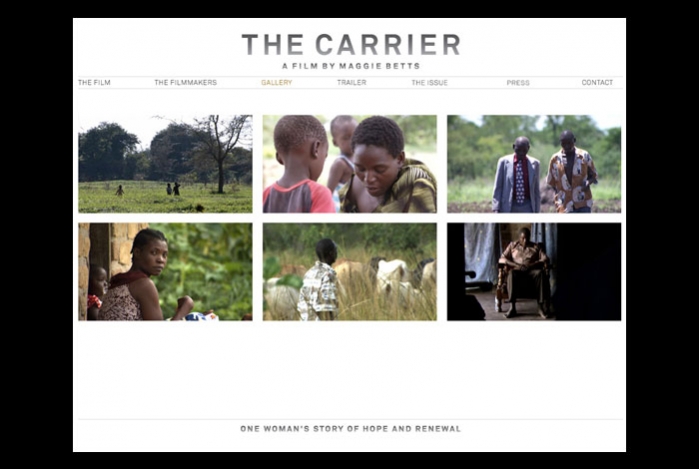 THE CARRIER
A FILM BY MAGGIE BETTS
THE FILM THE FILMMAKERS GALLERY TRAILER THE ISSUE PRESS CONTACT
ONE WOMAN'S STORY OF HOPE AND RENEWAL